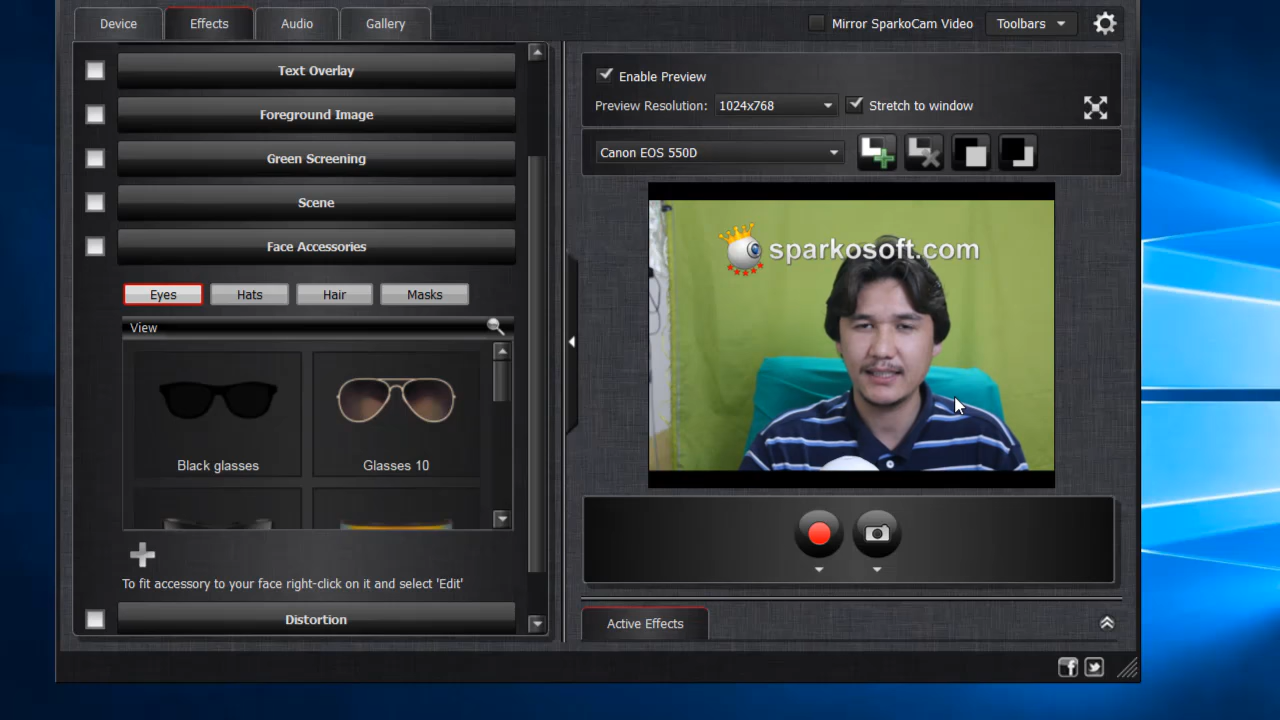 Device Effects Audio Gallery
Mirror SparkoCam Video Toolbars
Text Overlay
Foreground Image
Green Screening
Scene
Face Accessories
Eyes Hats Hair Masks
View
Black glasses Glasses 10
To fit accessory to your face right-click on it and select 'Edit'
Distortion
Enable Preview
Preview Resolution: 1024x768 Stretch to window
Canon EOS 550D
sparkosoft.com
Active Effects